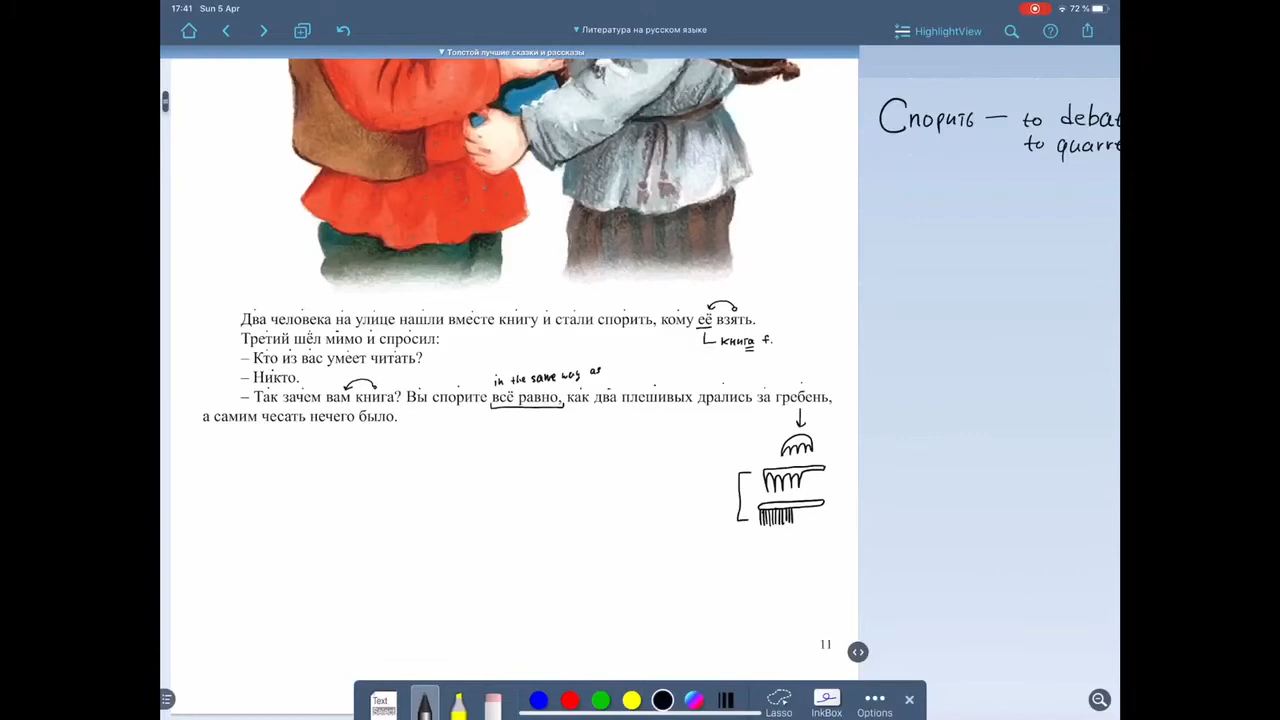 17:41 Sun 5 Apr
72 %
Литература на русском языке
HighlightView
Толстой лучшие сказки и рассказы
Спорить — to
to
Два человека на улице нашли вместе книгу и стали спорить, кому её взять.
Третий шёл мимо и спросил:
книга f.
– Кто из вас умеет читать?
– Никто.
in the same way as
– Так зачем вам книга? Вы спорите всё равно, как два плешивых дрались за гребень,
а самим чесать нечего было.
11
Text
Lasso
InkBox
Options